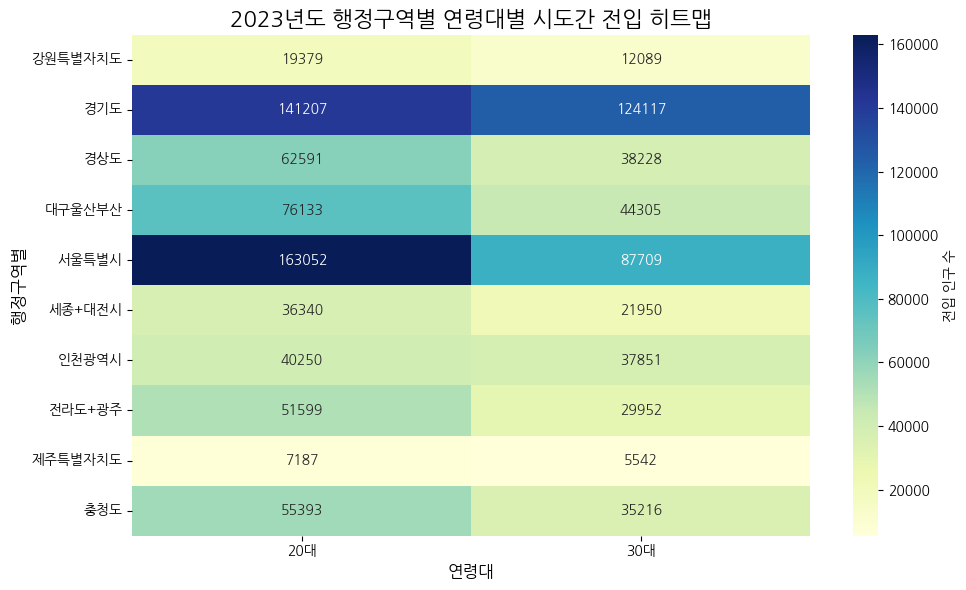 2023년도 행정구역별 연령대별 시도간 전입 히트맵
행정구역별
강원특별자치도 19379 12089
경기도 141207 124117
경상도 62591 38228
대구울산부산 76133 44305
서울특별시 163052 87709
세종+대전시 36340 21950
인천광역시 40250 37851
전라도+광주 51599 29952
제주특별자치도 7187 5542
충청도 55393 35216
20대 30대
연령대
160000
140000
120000
100000
80000
60000
40000
20000
전입 인구 수